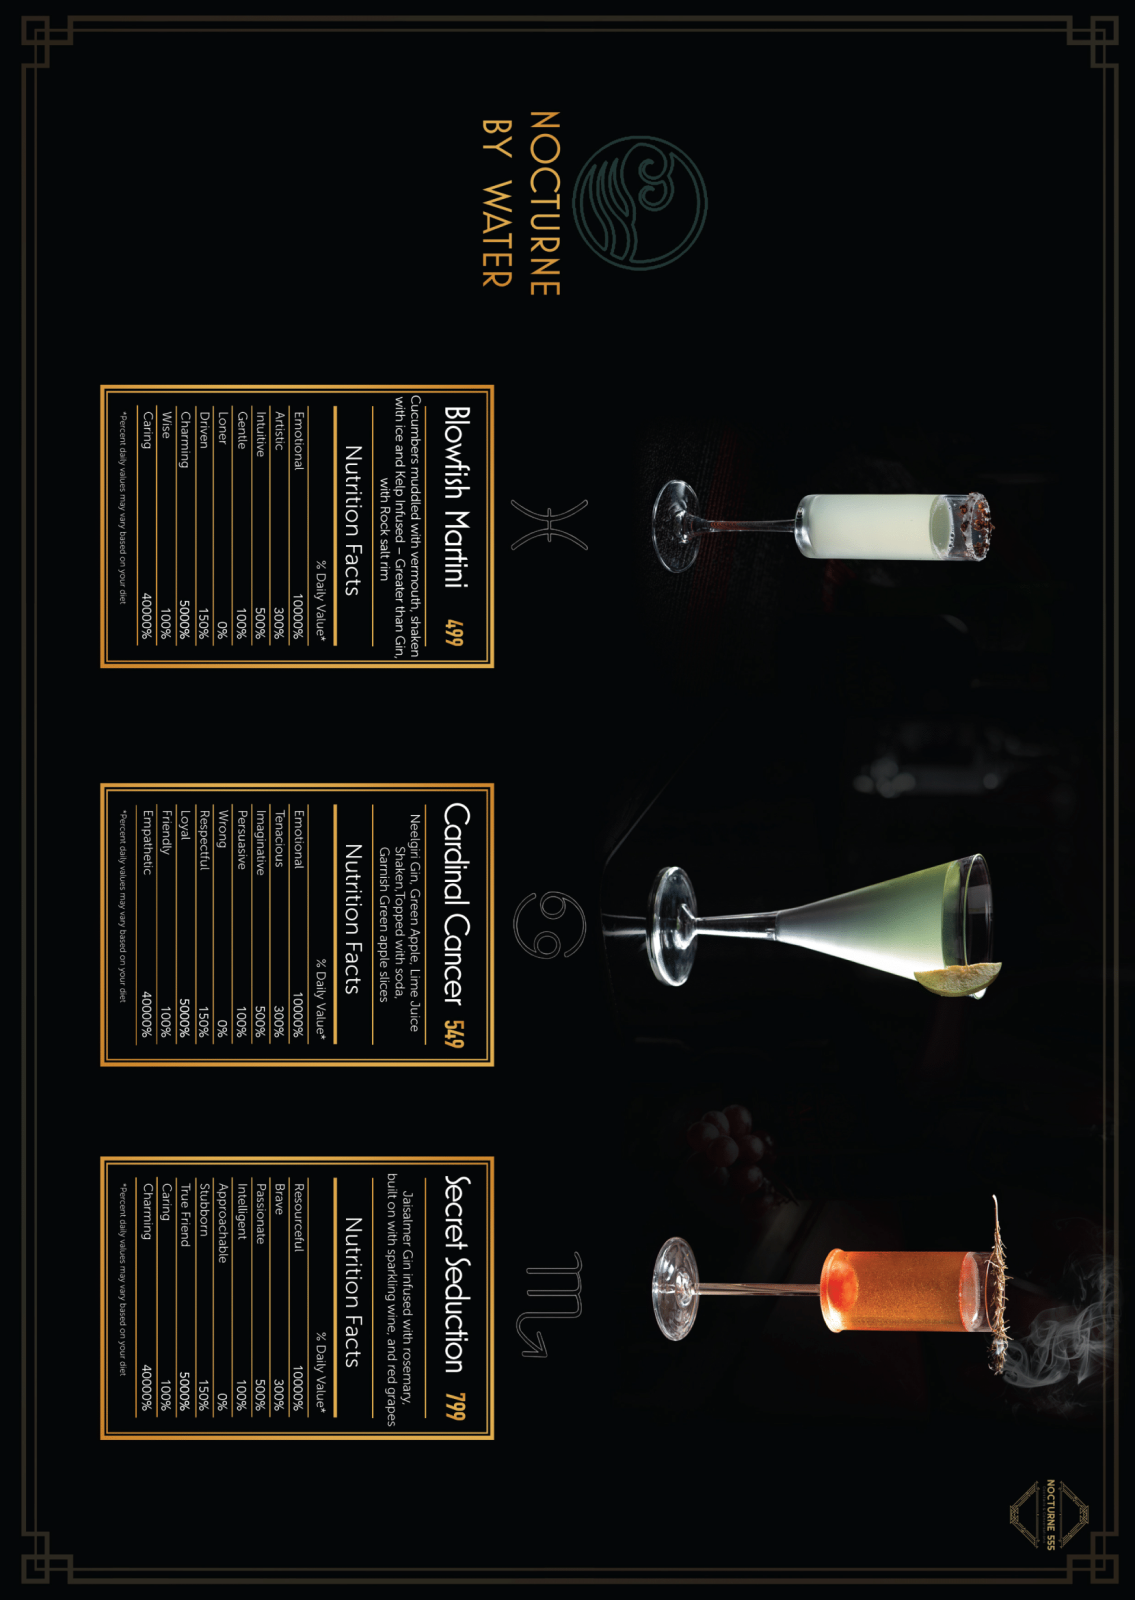 NOCTURNE
BY WATER
Blowfish Martini 499
Cucumbers muddled with vermouth, shaken
with ice and Kelp Infused – Greater than Gin,
with Rock salt rim
Nutrition Facts
% Daily Value*
Emotional 10000%
Artistic 300%
Intuitive 500%
Gentle 100%
Loner 0%
Driven 150%
Charming 5000%
Wise 100%
Caring 40000%
*Percent daily values may vary based on your diet
Cardinal Cancer 549
Neelgiri Gin, Green Apple, Lime Juice
Shaken,Topped with soda,
Garnish Green apple slices
Nutrition Facts
% Daily Value*
Emotional 10000%
Tenacious 300%
Imaginative 500%
Persuasive 100%
Wrong 0%
Respectful 150%
Loyal 5000%
Friendly 100%
Empathetic 40000%
*Percent daily values may vary based on your diet
Secret Seduction 799
Jaisalmer Gin infused with rosemary,
built on with sparkling wine, and red grapes
Nutrition Facts
% Daily Value*
Resourceful 10000%
Brave 300%
Passionate 500%
Intelligent 100%
Approachable 0%
Stubborn 150%
True Friend 5000%
Caring 100%
Charming 40000%
*Percent daily values may vary based on your diet
NOCTURNE 555